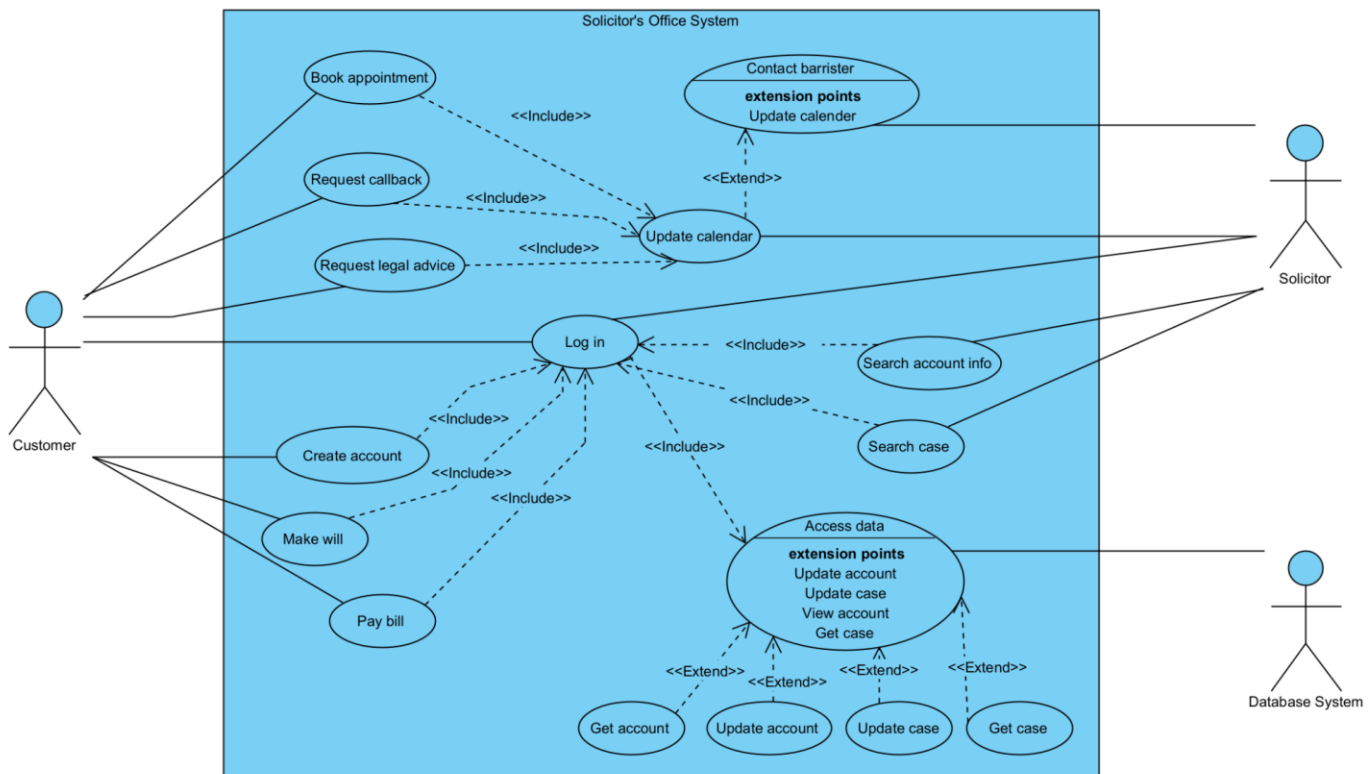 Solicitor's Office System
Book appointment
Contact barrister
extension points
Update calender
<<Include>>
Request callback
<<Include>>
<<Extend>>
Update calendar
<<Include>>
Request legal advice
Solicitor
Log in
<<Include>>
Search account info
Customer
<<Include>>
<<Include>>
Create account
<<Include>>
Search case
<<Include>>
<<Include>>
Make will
Access data
extension points
Update account
Update case
View account
Get case
Pay bill
<<Extend>>
<<Extend>>
<<Extend>>
<<Extend>>
Database System
Get account
Update account
Update case
Get case